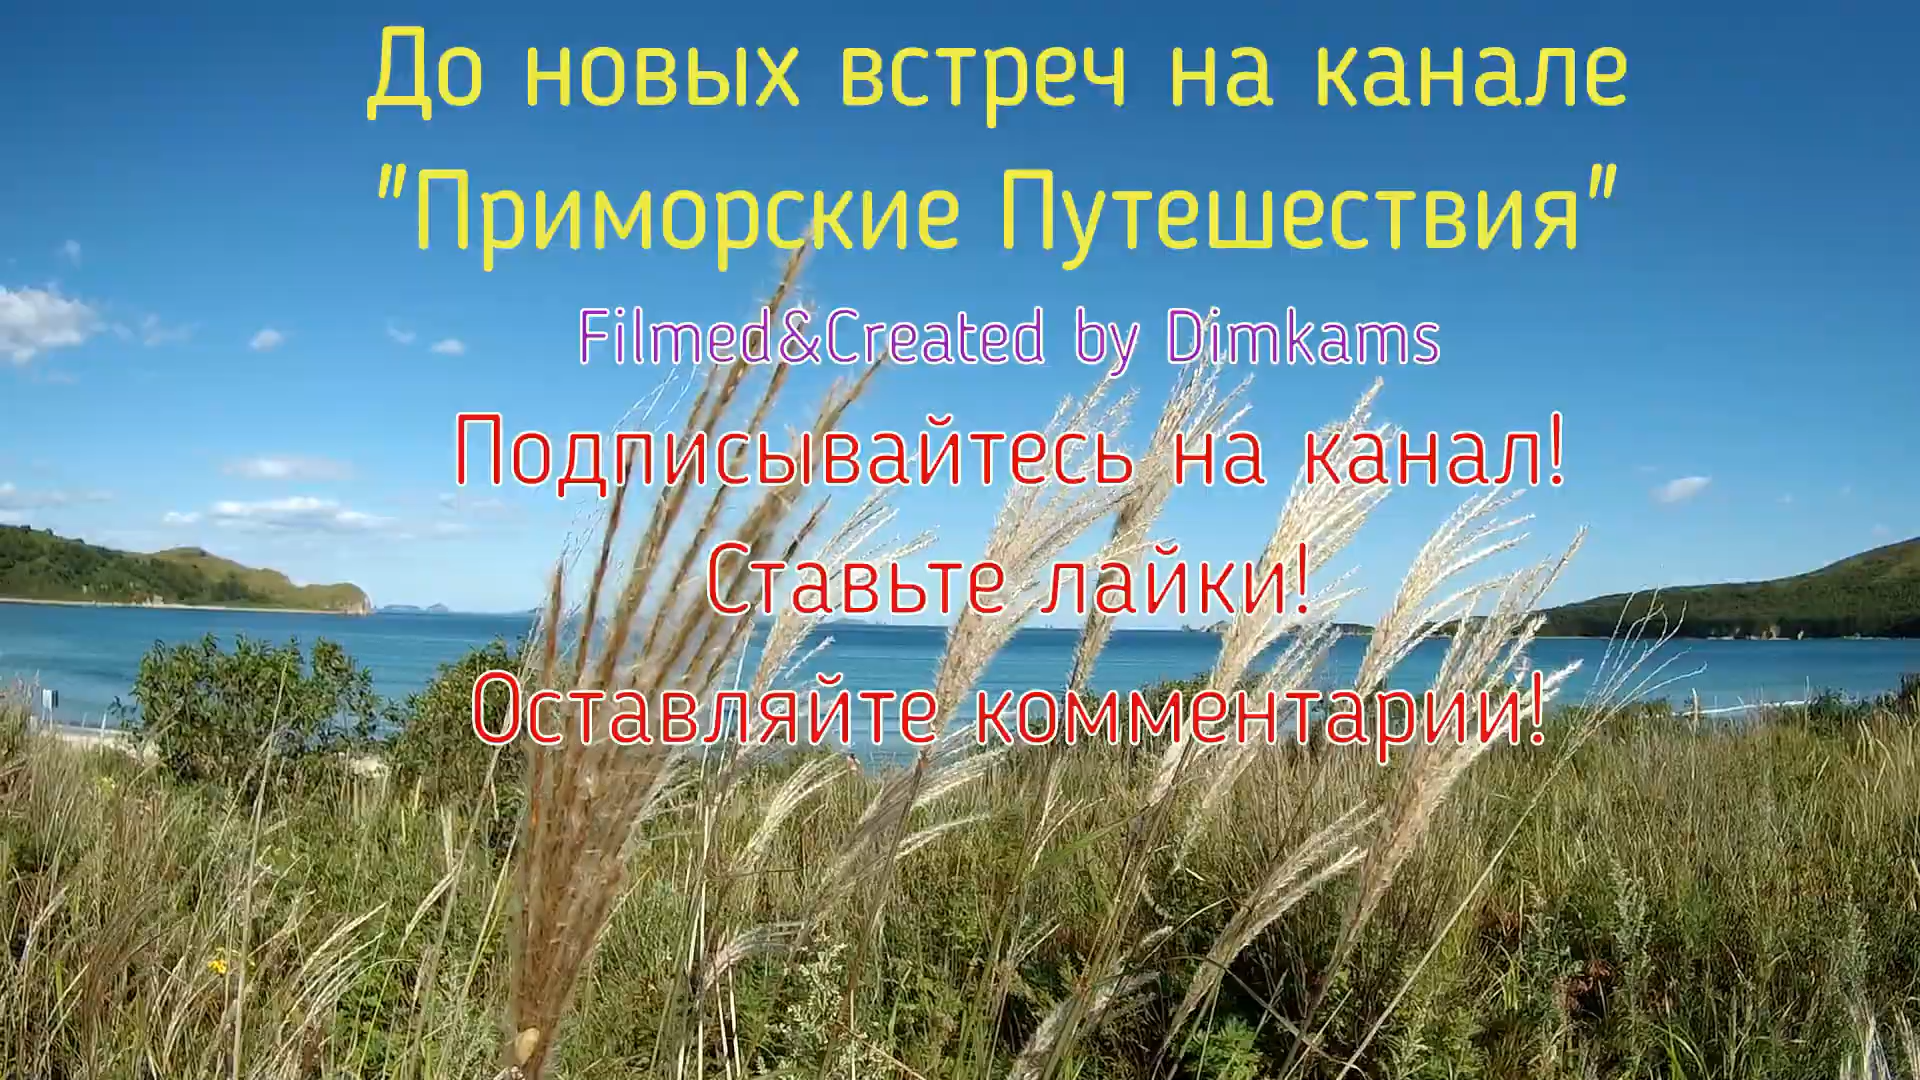 До новых встреч на канале
"Приморские Путешествия"
Filmed&Created by Dimkams
Подписывайтесь на канал!
Ставьте лайки!
Оставляйте комментарии!